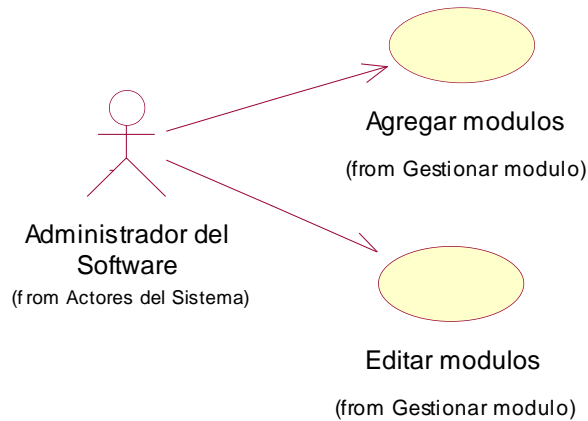 Agregar modulos
(from Gestionar modulo)
Administrador del
Software
(from Actores del Sistema)
Editar modulos
(from Gestionar modulo)